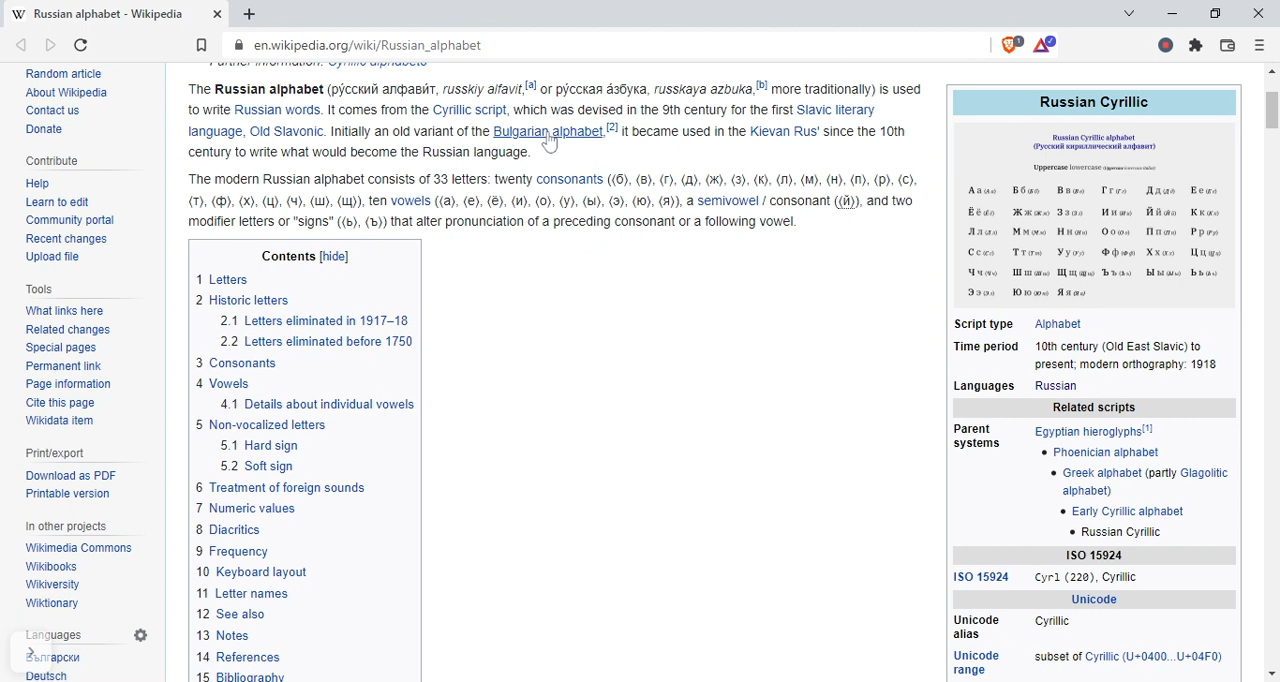 Russian alphabet - Wikipedia
en.wikipedia.org/wiki/Russian_alphabet
Random article
About Wikipedia
Contact us
Donate
Contribute
Help
Learn to edit
Community portal
Recent changes
Upload file
Tools
What links here
Related changes
Special pages
Permanent link
Page information
Cite this page
Wikidata item
Print/export
Download as PDF
Printable version
In other projects
Wikimedia Commons
Wikibooks
Wikiversity
Wiktionary
Languages
Български
Deutsch
Further information: Cyrillic alphabets
The Russian alphabet (ру́сский алфави́т, russkiy alfavit,[a] or ру́сская а́збука, russkaya azbuka,[b] more traditionally) is used
to write Russian words. It comes from the Cyrillic script, which was devised in the 9th century for the first Slavic literary
language, Old Slavonic. Initially an old variant of the Bulgarian alphabet,[2] it became used in the Kievan Rus' since the 10th
century to write what would become the Russian language.
The modern Russian alphabet consists of 33 letters: twenty consonants (⟨б⟩, ⟨в⟩, ⟨г⟩, ⟨д⟩, ⟨ж⟩, ⟨з⟩, ⟨к⟩, ⟨л⟩, ⟨м⟩, ⟨н⟩, ⟨п⟩, ⟨р⟩, ⟨с⟩,
⟨т⟩, ⟨ф⟩, ⟨х⟩, ⟨ц⟩, ⟨ч⟩, ⟨ш⟩, ⟨щ⟩), ten vowels (⟨а⟩, ⟨е⟩, ⟨ё⟩, ⟨и⟩, ⟨о⟩, ⟨у⟩, ⟨ы⟩, ⟨э⟩, ⟨ю⟩, ⟨я⟩), a semivowel / consonant (⟨й⟩), and two
modifier letters or "signs" (⟨ь⟩, ⟨ъ⟩) that alter pronunciation of a preceding consonant or a following vowel.
Contents [hide]
1 Letters
2 Historic letters
2.1 Letters eliminated in 1917–18
2.2 Letters eliminated before 1750
3 Consonants
4 Vowels
4.1 Details about individual vowels
5 Non-vocalized letters
5.1 Hard sign
5.2 Soft sign
6 Treatment of foreign sounds
7 Numeric values
8 Diacritics
9 Frequency
10 Keyboard layout
11 Letter names
12 See also
13 Notes
14 References
15 Bibliography
Russian Cyrillic
Russian Cyrillic alphabet
(Русский кириллический алфавит)
Uppercase lowercase
А а Б б В в Г г Д д Е е
Ё ё Ж ж З з И и Й й К к
Л л М м Н н О о П п Р р
С с Т т У у Ф ф Х х Ц ц
Ч ч Ш ш Щ щ Ъ ъ Ы ы Ь ь
Э э Ю ю Я я
Script type Alphabet
Time period 10th century (Old East Slavic) to
present; modern orthography: 1918
Languages Russian
Related scripts
Parent systems Egyptian hieroglyphs[1]
• Phoenician alphabet
• Greek alphabet (partly Glagolitic
alphabet)
• Early Cyrillic alphabet
• Russian Cyrillic
ISO 15924
ISO 15924 Cyrl (220), Cyrillic
Unicode
Unicode alias Cyrillic
Unicode range subset of Cyrillic (U+0400...U+04F0)